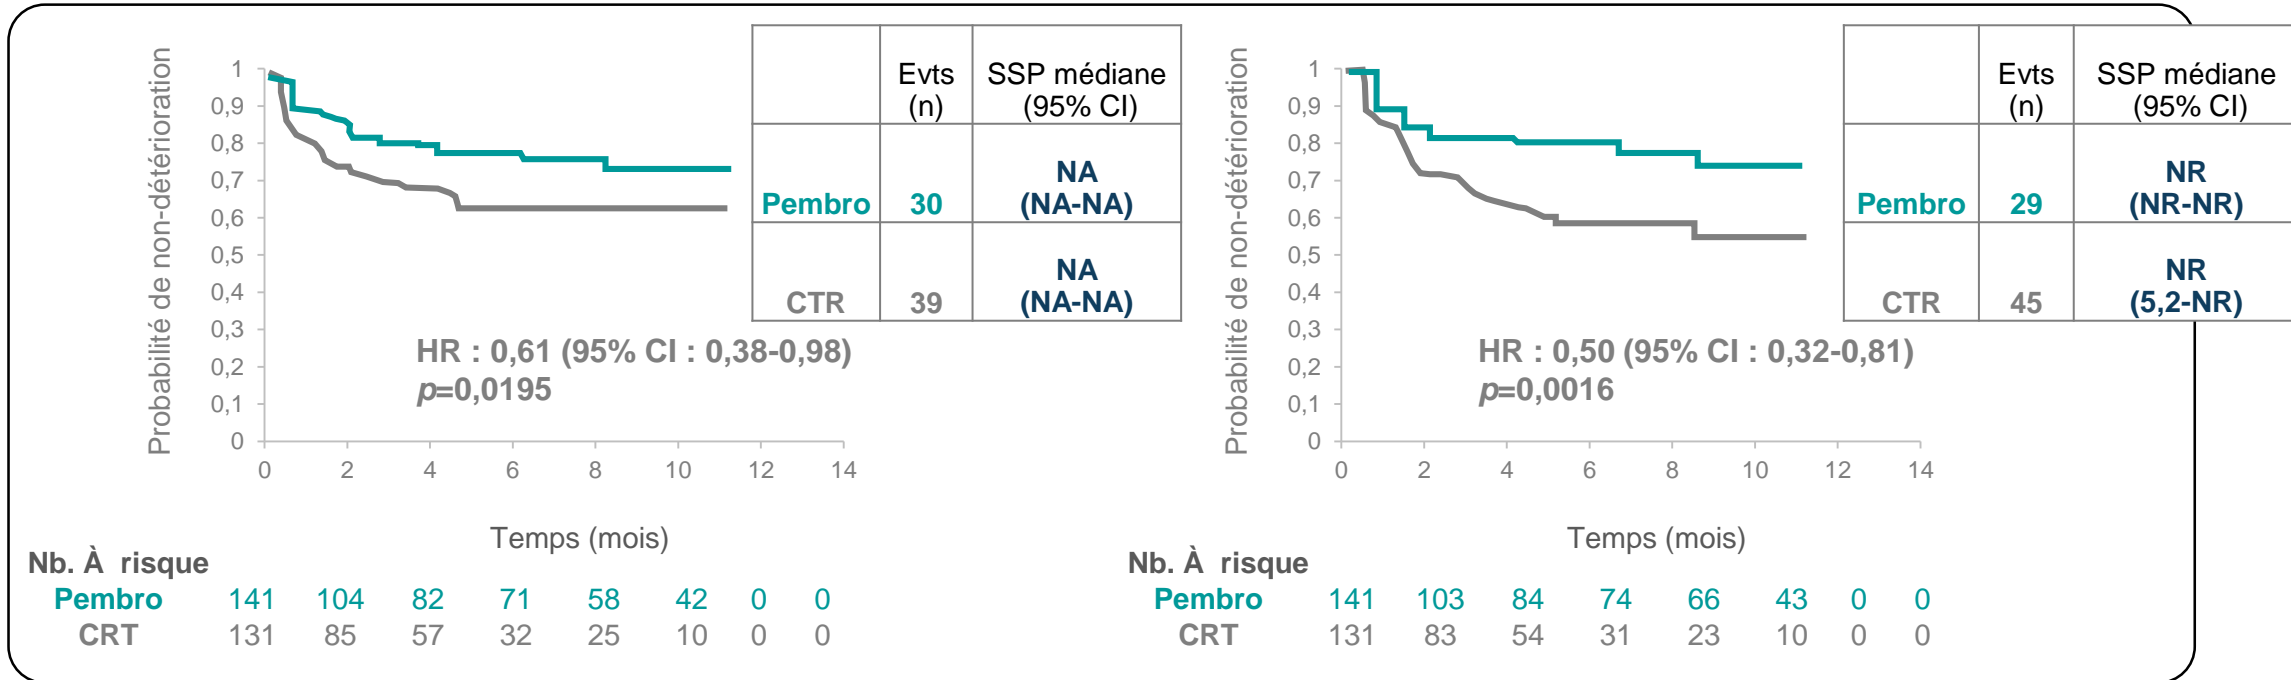 Probabilité de non-détérioration
1
0,9
0,8
0,7
0,6
0,5
0,4
0,3
0,2
0,1
0
0 2 4 6 8 10 12 14
Temps (mois)
HR : 0,61 (95% CI : 0,38-0,98)
p=0,0195
Evts SSP médiane
(n) (95% CI)
NA
Pembro 30 (NA-NA)
NA
CTR 39 (NA-NA)
Nb. À risque
Pembro 141 104 82 71 58 42 0 0
CRT 131 85 57 32 25 10 0 0
Probabilité de non-détérioration
1
0,9
0,8
0,7
0,6
0,5
0,4
0,3
0,2
0,1
0
0 2 4 6 8 10 12 14
Temps (mois)
HR : 0,50 (95% CI : 0,32-0,81)
p=0,0016
Evts SSP médiane
(n) (95% CI)
NR
Pembro 29 (NR-NR)
NR
CTR 45 (5,2-NR)
Nb. À risque
Pembro 141 103 84 74 66 43 0 0
CRT 131 83 54 31 23 10 0 0